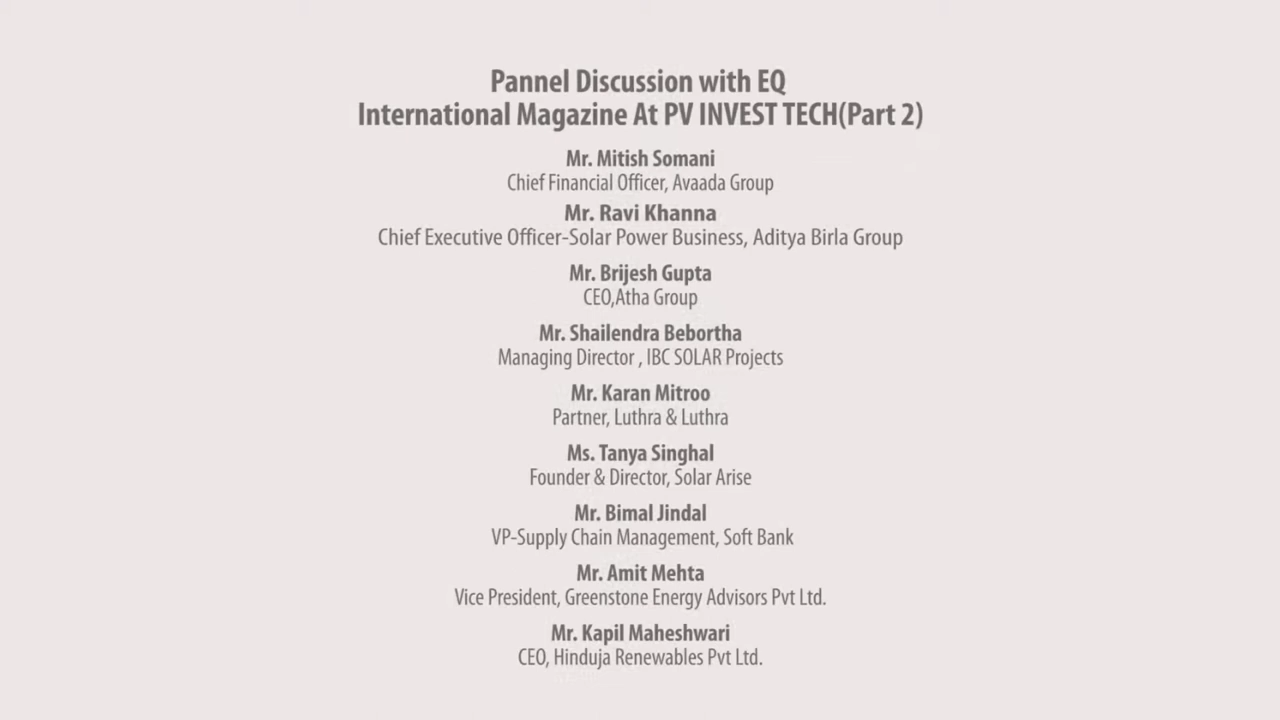 Pannel Discussion with EQ
International Magazine At PV INVEST TECH(Part 2)
Mr. Mitish Somani
Chief Financial Officer, Avaada Group
Mr. Ravi Khanna
Chief Executive Officer-Solar Power Business, Aditya Birla Group
Mr. Brijesh Gupta
CEO,Atha Group
Mr. Shailendra Bebortha
Managing Director , IBC SOLAR Projects
Mr. Karan Mitroo
Partner, Luthra & Luthra
Ms. Tanya Singhal
Founder & Director, Solar Arise
Mr. Bimal Jindal
VP-Supply Chain Management, Soft Bank
Mr. Amit Mehta
Vice President, Greenstone Energy Advisors Pvt Ltd.
Mr. Kapil Maheshwari
CEO, Hinduja Renewables Pvt Ltd.